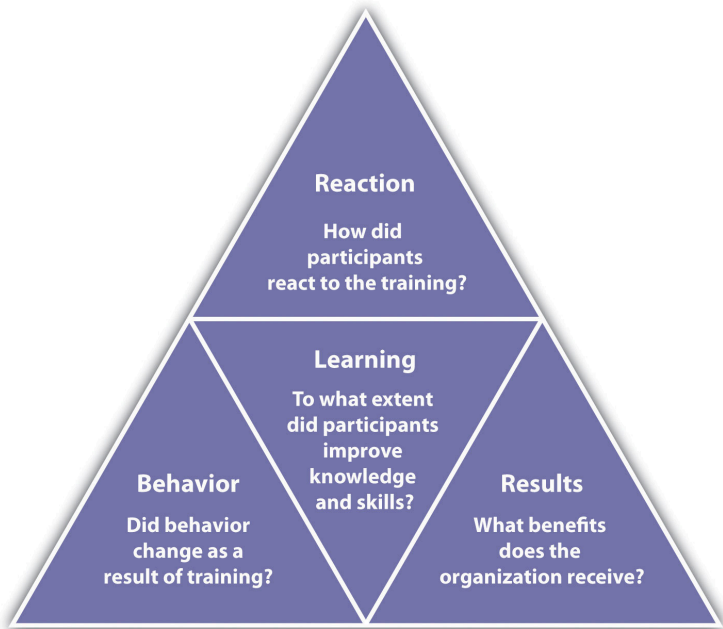 Reaction
How did
participants
react to the training?
Learning
To what extent
did participants
improve
knowledge
and skills?
Behavior
Did behavior
change as a
result of training?
Results
What benefits
does the
organization receive?